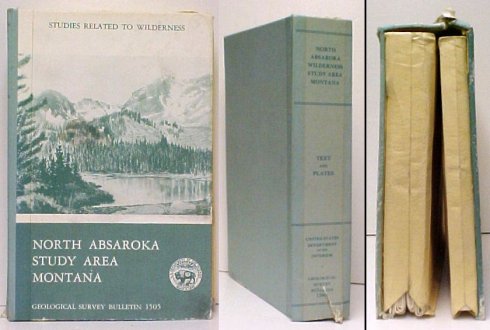 STUDIES RELATED TO WILDERNESS
NORTH ABSAROKA
STUDY AREA
MONTANA
GEOLOGICAL SURVEY BULLETIN 1505
NORTH
ABSAROKA
WILDERNESS
STUDY AREA
MONTANA
TEXT
AND
PLATES
UNITED STATES
DEPARTMENT
OF THE
INTERIOR
GEOLOGICAL
SURVEY
BULLETIN